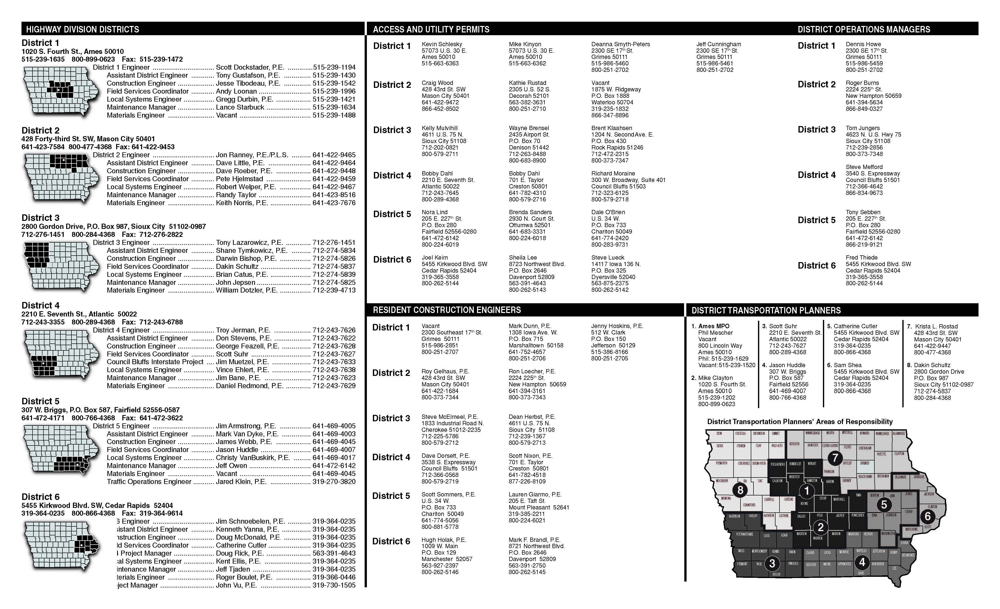 HIGHWAY DIVISION DISTRICTS
District 1
1020 S. Fourth St., Ames 50010
515-239-1635 800-899-0623 Fax: 515-239-1472
District 1 Engineer ................................ Scott Dockstader, P.E. .............515-239-1194
Assistant District Engineer ............ Tony Gustafson, P.E. .............. 515-239-1430
Construction Engineer ................... Jesse Tibodeau, P.E. .............. 515-239-1542
Field Services Coordinator ............ Andy Loonan ........................... 515-239-1996
Local Systems Engineer ................ Gregg Durbin, P.E. .................. 515-239-1421
Maintenance Manager ................... Lance Starbuck ....................... 515-239-1634
Materials Engineer ........................ Vacant ..................................... 515-239-1488
District 2
428 Forty-third St. SW, Mason City 50401
641-423-7584 800-477-4368 Fax: 641-422-9453
District 2 Engineer ................................ Jon Ranney, P.E./P.L.S. .......... 641-422-9465
Assistant District Engineer ............ Dave Little, P.E. ...................... 641-422-9464
Construction Engineer ................... Dave Roeber, P.E. .................. 641-422-9448
Field Services Coordinator ........... Pete Hjelmstad ........................ 641-422-9459
Local Systems Engineer ................ Robert Welper, P.E. ................ 641-422-9467
Maintenance Manager ................... Randy Taylor ........................... 641-423-8516
Materials Engineer ........................ Keith Norris, P.E. ..................... 641-423-7676
District 3
2800 Gordon Drive, P.O. Box 987, Sioux City 51102-0987
712-276-1451 800-284-4368 Fax: 712-276-2822
District 3 Engineer ................................ Tony Lazarowicz, P.E. ............. 712-276-1451
Assistant District Engineer ............ Shane Tymkowicz, P.E. .......... 712-274-5834
Construction Engineer ................... Darwin Bishop, P.E. ................ 712-274-5826
Field Services Coordinator ............ Dakin Schultz .......................... 712-274-5837
Local Systems Engineer ................ Brian Catus, P.E. ..................... 712-274-5839
Maintenance Manager ................... John Jepsen ............................ 712-274-5825
Materials Engineer ........................ William Dotzler, P.E. ................ 712-239-4713
District 4
2210 E. Seventh St., Atlantic 50022
712-243-3355 800-289-4368 Fax: 712-243-6788
District 4 Engineer ................................ Troy Jerman, P.E. ................... 712-243-7626
Assistant District Engineer ............ Don Stevens, P.E. ................... 712-243-7622
Construction Engineer ................... George Feazell, P.E. ............... 712-243-7628
Field Services Coordinator ............ Scott Suhr ............................... 712-243-7627
Council Bluffs Interstate Project .... Jim Muetzel, P.E. .................... 712-243-7633
Local Systems Engineer ................ Vince Ehlert, P.E. .................... 712-243-7638
Maintenance Manager ................... Jim Bane, P.E. ........................ 712-243-7623
Materials Engineer ........................ Daniel Redmond, P.E. ............. 712-243-7629
District 5
307 W. Briggs, P.O. Box 587, Fairfield 52556-0587
641-472-4171 800-766-4368 Fax: 641-472-3622
District 5 Engineer ................................ Jim Armstrong, P.E. ................ 641-469-4005
Assistant District Engineer ............ Mark Van Dyke, P.E. ............... 641-469-4003
Construction Engineer ................... James Webb, P.E. .................. 641-469-4045
Field Services Coordinator ............ Jason Huddle .......................... 641-469-4007
Local Systems Engineer ................ Christy VanBuskirk, P.E. ......... 641-469-4017
Maintenance Manager ................... Jeff Owen ................................ 641-472-6142
Materials Engineer ........................ Vacant ..................................... 641-469-4045
Traffic Operations Engineer ........... Jared Klein, P.E. ..................... 319-270-3820
District 6
5455 Kirkwood Blvd. SW, Cedar Rapids 52404
319-364-0235 800-866-4368 Fax: 319-364-9614
6 Engineer ................................ Jim Schnoebelen, P.E. ............ 319-364-0235
sistant District Engineer ............ Kenneth Yanna, P.E. ............... 319-364-0235
nstruction Engineer ................... Doug McDonald, P.E. ............... 319-364-0235
ld Services Coordinator ............ Catherine Cutler ...................... 319-364-0235
Project Manager ..................... Doug Rick, P.E. ....................... 563-391-4643
cal Systems Engineer ................ Kent Ellis, P.E. ........................ 319-364-0235
intenance Manager ................... Jeff Tjaden .............................. 319-364-0235
terials Engineer ........................ Roger Boulet, P.E. .................. 319-366-0446
ject Manager ............................ John Vu, P.E. .......................... 319-730-1505
ACCESS AND UTILITY PERMITS
District 1
Kevin Schlesky
57073 U.S. 30 E.
Ames 50010
515-663-6363
Mike Kinyon
57073 U.S. 30 E.
Ames 50010
515-663-6362
Deanna Smyth-Peters
2300 SE 17th St.
Grimes 50111
515-986-5460
800-251-2702
Jeff Cunningham
2300 SE 17th St.
Grimes 50111
515-986-5461
800-251-2702
District 2
Craig Wood
428 43rd St. SW
Mason City 50401
641-422-9472
866-452-8502
Kathie Rustad
2305 U.S. 52 S.
Decorah 52101
563-382-3631
800-251-2710
Vacant
1875 W. Ridgeway
P.O. Box 1888
Waterloo 50704
319-235-1832
866-347-8896
District 3
Kelly Mulvihill
4611 U.S. 75 N.
Sioux City 51108
712-202-0821
800-579-2711
Wayne Brensel
2435 Airport St.
P.O. Box 70
Denison 51442
712-263-8488
800-683-8900
Brent Klaahsen
1204 N. Second Ave. E.
P.O. Box 430
Rock Rapids 51246
712-472-2315
800-373-7347
District 4
Bobby Dahl
2210 E. Seventh St.
Atlantic 50022
712-243-7645
800-289-4368
Bobby Dahl
701 E. Taylor
Creston 50801
641-782-4310
800-579-2716
Richard Moraine
300 W. Broadway, Suite 401
Council Bluffs 51503
712-323-6125
800-579-2718
District 5
Nora Lind
205 E. 227th St.
P.O. Box 280
Fairfield 52556-0280
641-472-6142
800-224-6019
Brenda Sanders
2930 N. Court St.
Ottumwa 52501
641-683-3331
800-224-6018
Dale O'Brien
U.S. 34 W.
P.O. Box 733
Chariton 50049
641-774-2420
800-283-9731
District 6
Joel Keim
5455 Kirkwood Blvd. SW
Cedar Rapids 52404
319-365-3558
800-262-5144
Sheila Lee
8723 Northwest Blvd.
P.O. Box 2646
Davenport 52809
563-391-4643
800-262-5143
Steve Lueck
14117 Iowa 136 N.
P.O. Box 325
Dyersville 52040
563-875-2375
800-262-5142
DISTRICT OPERATIONS MANAGERS
District 1
Dennis Howe
2300 SE 17th St.
Grimes 50111
515-986-5459
800-251-2702
District 2
Roger Burns
2224 225th St.
New Hampton 50659
641-394-5634
866-849-0327
District 3
Tom Jungers
4623 N. U.S. Hwy 75
Sioux City 51108
712-239-2856
800-373-7348
District 4
Steve Mefford
3540 S. Expressway
Council Bluffs 51501
712-366-4642
866-834-9673
District 5
Tony Sebben
205 E. 227th St.
P.O. Box 280
Fairfield 52556-0280
641-472-6142
866-219-9121
District 6
Fred Thiede
5455 Kirkwood Blvd. SW
Cedar Rapids 52404
319-365-3558
800-262-5144
RESIDENT CONSTRUCTION ENGINEERS
District 1
Vacant
2300 Southeast 17th St.
Grimes 50111
515-986-2851
800-251-2707
Mark Dunn, P.E.
1308 Iowa Ave. W.
P.O. Box 715
Marshalltown 50158
641-752-4657
800-251-2706
Jenny Hoskins, P.E.
512 W. Clark
P.O. Box 150
Jefferson 50129
515-386-8166
800-251-2705
District 2
Roy Gelhaus, P.E.
428 43rd St. SW
Mason City 50401
641-422-1684
800-373-7344
Ron Loecher, P.E.
2224 225th St.
New Hampton 50659
641-394-3161
800-373-7343
District 3
Steve McElmeel, P.E.
1833 Industrial Road N.
Cherokee 51012-2235
712-225-5786
800-579-2712
Dean Herbst, P.E.
4611 U.S. 75 N.
Sioux City 51108
712-239-1367
800-579-2713
District 4
Dave Dorsett, P.E.
3538 S. Expressway
Council Bluffs 51501
712-366-0568
800-579-2719
Scott Nixon, P.E.
701 E. Taylor
Creston 50801
641-782-4518
877-226-8109
District 5
Scott Sommers, P.E.
U.S. 34 W.
P.O. Box 733
Chariton 50049
641-774-5056
800-881-5778
Lauren Giarmo, P.E.
205 E. Taft St.
Mount Pleasant 52641
319-385-2211
800-224-6021
District 6
Hugh Holak, P.E.
1009 W. Main
P.O. Box 129
Manchester 52057
563-927-2397
800-262-5146
Mark F. Brandl, P.E.
8721 Northwest Blvd.
P.O. Box 2646
Davenport 52809
563-391-2750
800-262-5145
DISTRICT TRANSPORTATION PLANNERS
1. Ames MPO
Phil Mescher
Vacant
800 Lincoln Way
Ames 50010
Phil: 515-239-1629
Vacant: 515-239-1520
2. Mike Clayton
1020 S. Fourth St.
Ames 50010
515-239-1202
800-899-0623
3. Scott Suhr
2210 E. Seventh St.
Atlantic 50022
712-243-7627
800-289-4368
4. Jason Huddle
307 W. Briggs
P.O. Box 587
Fairfield 52556
641-469-4007
800-766-4368
5. Catherine Cutler
5455 Kirkwood Blvd. SW
Cedar Rapids 52404
319-364-0235
800-866-4368
6. Sam Shea
5455 Kirkwood Blvd. SW
Cedar Rapids 52404
319-364-0235
800-866-4368
7. Krista L. Rostad
428 43rd St. SW
Mason City 50401
641-422-9447
800-477-4368
8. Dakin Schultz
2800 Gordon Drive
P.O. Box 987
Sioux City 51102-0987
712-274-5837
800-284-4368
District Transportation Planners' Areas of Responsibility
LYON OSCEOLA DICKINSON EMMET WINNEBAGO WORTH MITCHELL HOWARD WINNESHIEK ALLAMAKEE
SIOUX O'BRIEN CLAY PALO ALTO KOSSUTH HANCOCK CERRO GORDO FLOYD CHICKASAW
FAYETTE CLAYTON
7
PLYMOUTH CHEROKEE BUENA VISTA POCAHONTAS HUMBOLDT WRIGHT FRANKLIN BUTLER BREMER
WEBSTER BLACK HAWK BUCHANAN DELAWARE DUBUQUE
WOODBURY IDA SAC CALHOUN HAMILTON HARDIN GRUNDY
8 1
MONONA CRAWFORD CARROLL GREENE BOONE STORY MARSHALL TAMA BENTON LINN JONES JACKSON
5
CLINTON
CEDAR
6
HARRISON SHELBY AUDUBON GUTHRIE DALLAS POLK JASPER POWESHIEK IOWA JOHNSON
SCOTT
MUSCATINE
2
POTTAWATTAMIE CASS ADAIR MADISON WARREN MARION MAHASKA KEOKUK WASHINGTON
LOUISA
MILLS MONTGOMERY ADAMS UNION CLARKE LUCAS MONROE WAPELLO JEFFERSON HENRY DES MOINES
3 4
FREMONT PAGE TAYLOR RINGOLD DECATUR WAYNE APPANOOSE DAVIS VAN BUREN LEE